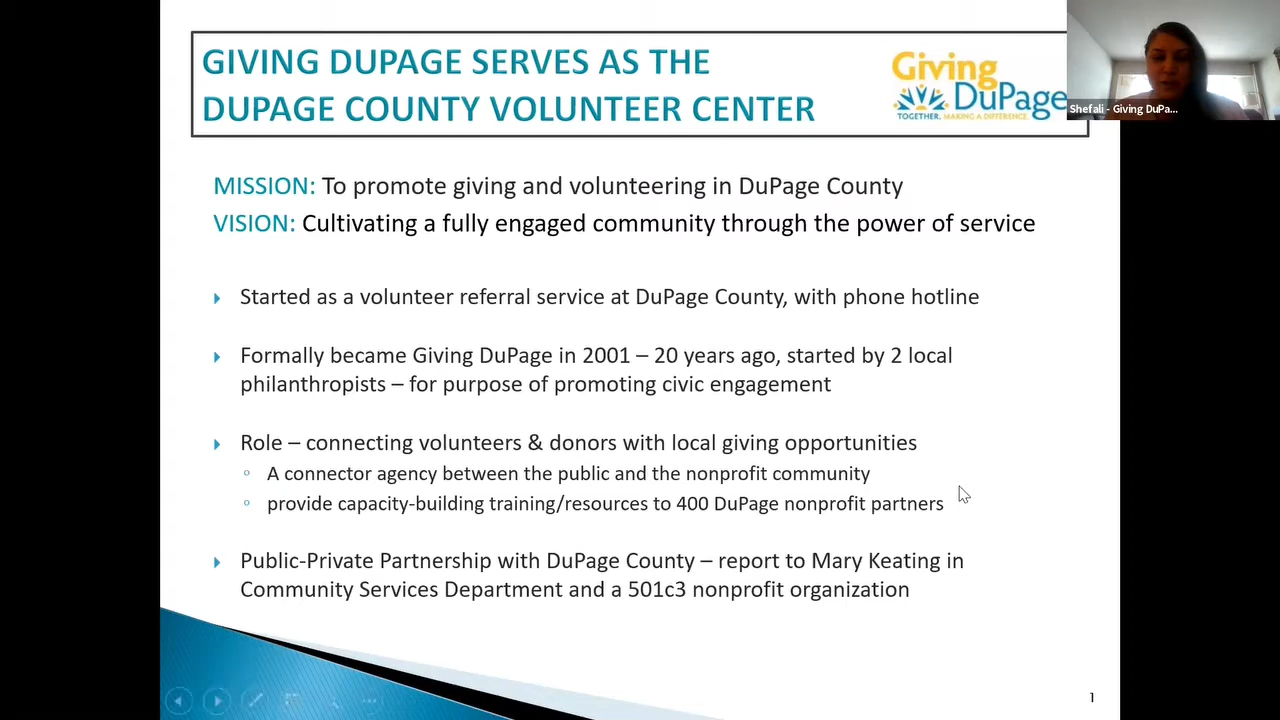 GIVING DUPAGE SERVES AS THE
DUPAGE COUNTY VOLUNTEER CENTER
Giving
DuPage
TOGETHER. MAKING A DIFFERENCE.
Shefali - Giving DuPa...
MISSION: To promote giving and volunteering in DuPage County
VISION: Cultivating a fully engaged community through the power of service
Started as a volunteer referral service at DuPage County, with phone hotline
Formally became Giving DuPage in 2001 – 20 years ago, started by 2 local
philanthropists – for purpose of promoting civic engagement
Role – connecting volunteers & donors with local giving opportunities
A connector agency between the public and the nonprofit community
provide capacity-building training/resources to 400 DuPage nonprofit partners
Public-Private Partnership with DuPage County – report to Mary Keating in
Community Services Department and a 501c3 nonprofit organization
1